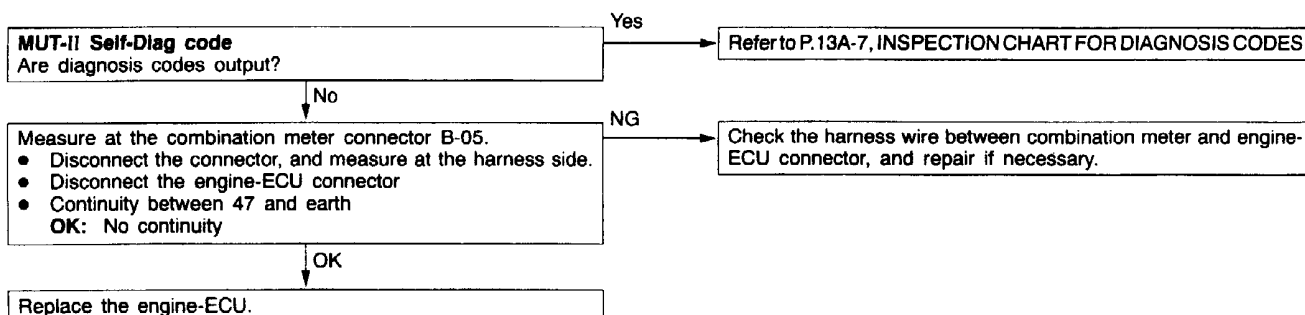 MUT-II Self-Diag code
Are diagnosis codes output?
Yes
Refer to P.13A-7, INSPECTION CHART FOR DIAGNOSIS CODES
No
Measure at the combination meter connector B-05.
● Disconnect the connector, and measure at the harness side.
● Disconnect the engine-ECU connector
● Continuity between 47 and earth
OK: No continuity
NG
Check the harness wire between combination meter and engine-
ECU connector, and repair if necessary.
OK
Replace the engine-ECU.